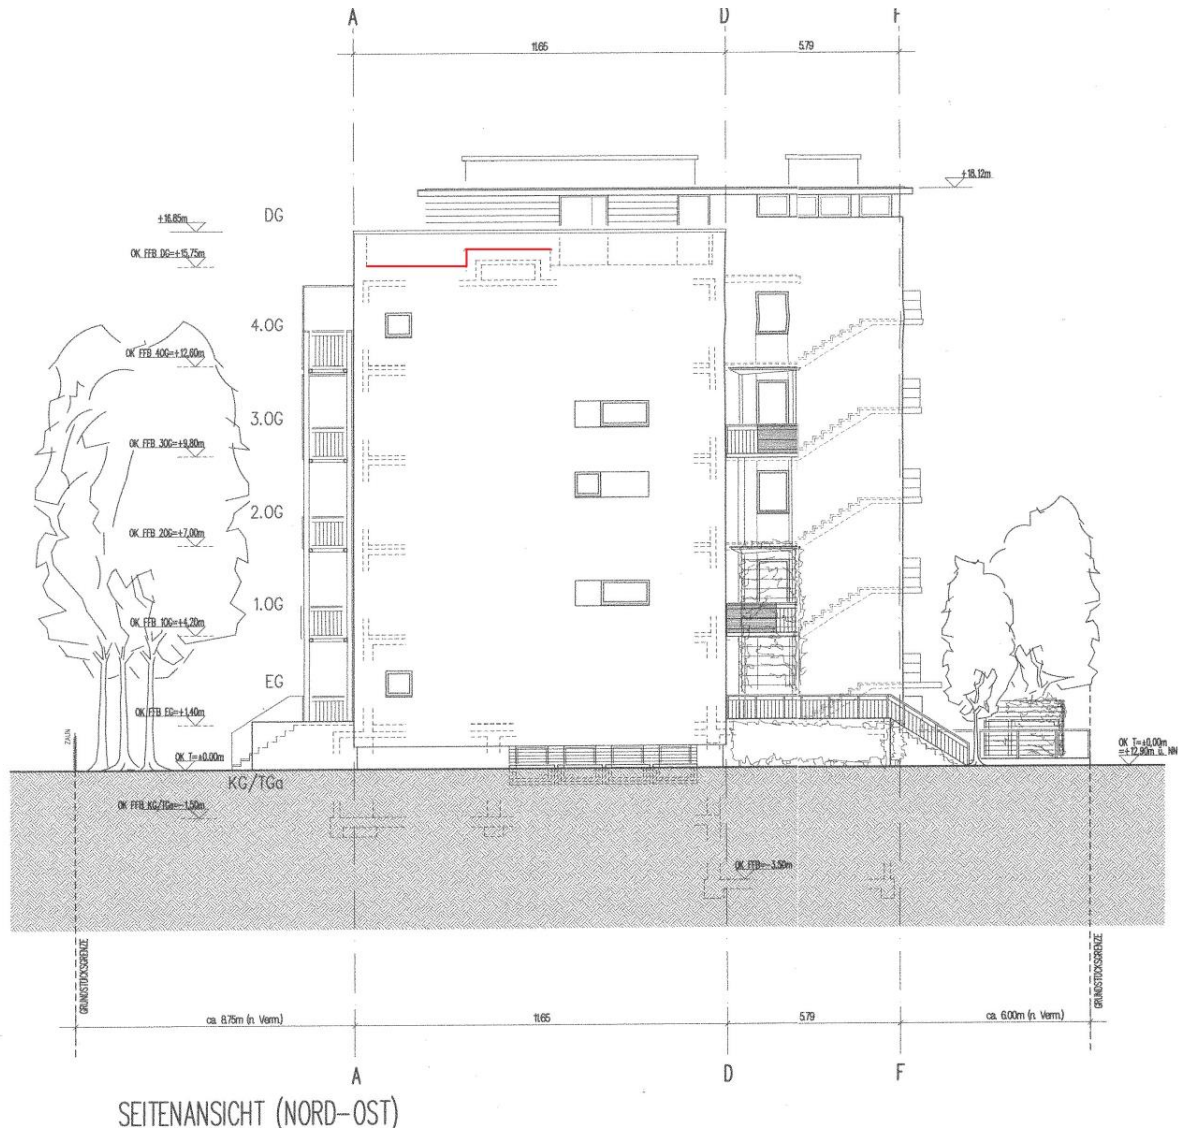 A D F
11.65 5.79
+18.12m
DG
+16.85m
OK FFB DG=+15,75m
4.OG
OK FFB 4OG=+12,60m
3.OG
OK FFB 3OG=+9,80m
2.OG
OK FFB 2OG=+7,00m
1.OG
OK FFB 1OG=+4,20m
EG
OK FFB EG=+1,40m
ZAUN
OK T=±0.00m
OK T=±0,00m
=+12,90m ü. NN
KG/TGa
OK FFB KG/TGa=-1,50m
OK FFB=-3.50m
GRUNDSTÜCKSGRENZE
GRUNDSTÜCKSGRENZE
ca. 8.75m (n. Verm.) 11.65 5.79 ca. 6.00m (n. Verm.)
A D F
SEITENANSICHT (NORD-OST)